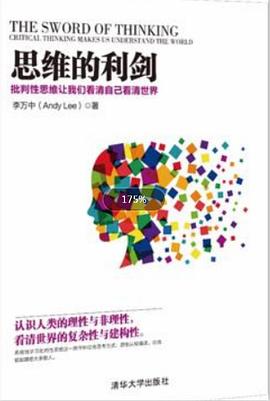 THE SWORD OF THINKING
CRITICAL THINKING MAKES US UNDERSTAND THE WORLD
思维的利剑
批判性思维让我们看清自己看清世界
李万中（Andy Lee）◎著
175%
认识人类的理性与非理性，
看清世界的复杂性与建构性。
清华大学出版社